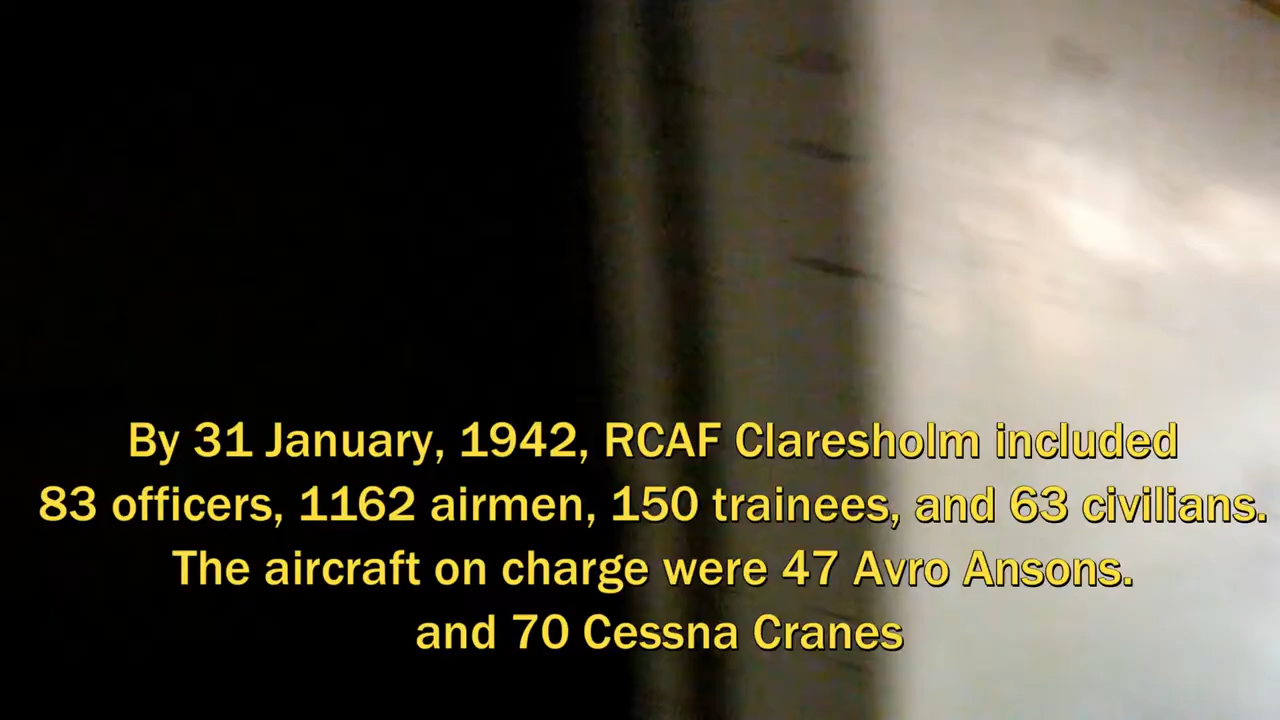 By 31 January, 1942, RCAF Claresholm included
83 officers, 1162 airmen, 150 trainees, and 63 civilians.
The aircraft on charge were 47 Avro Ansons.
and 70 Cessna Cranes